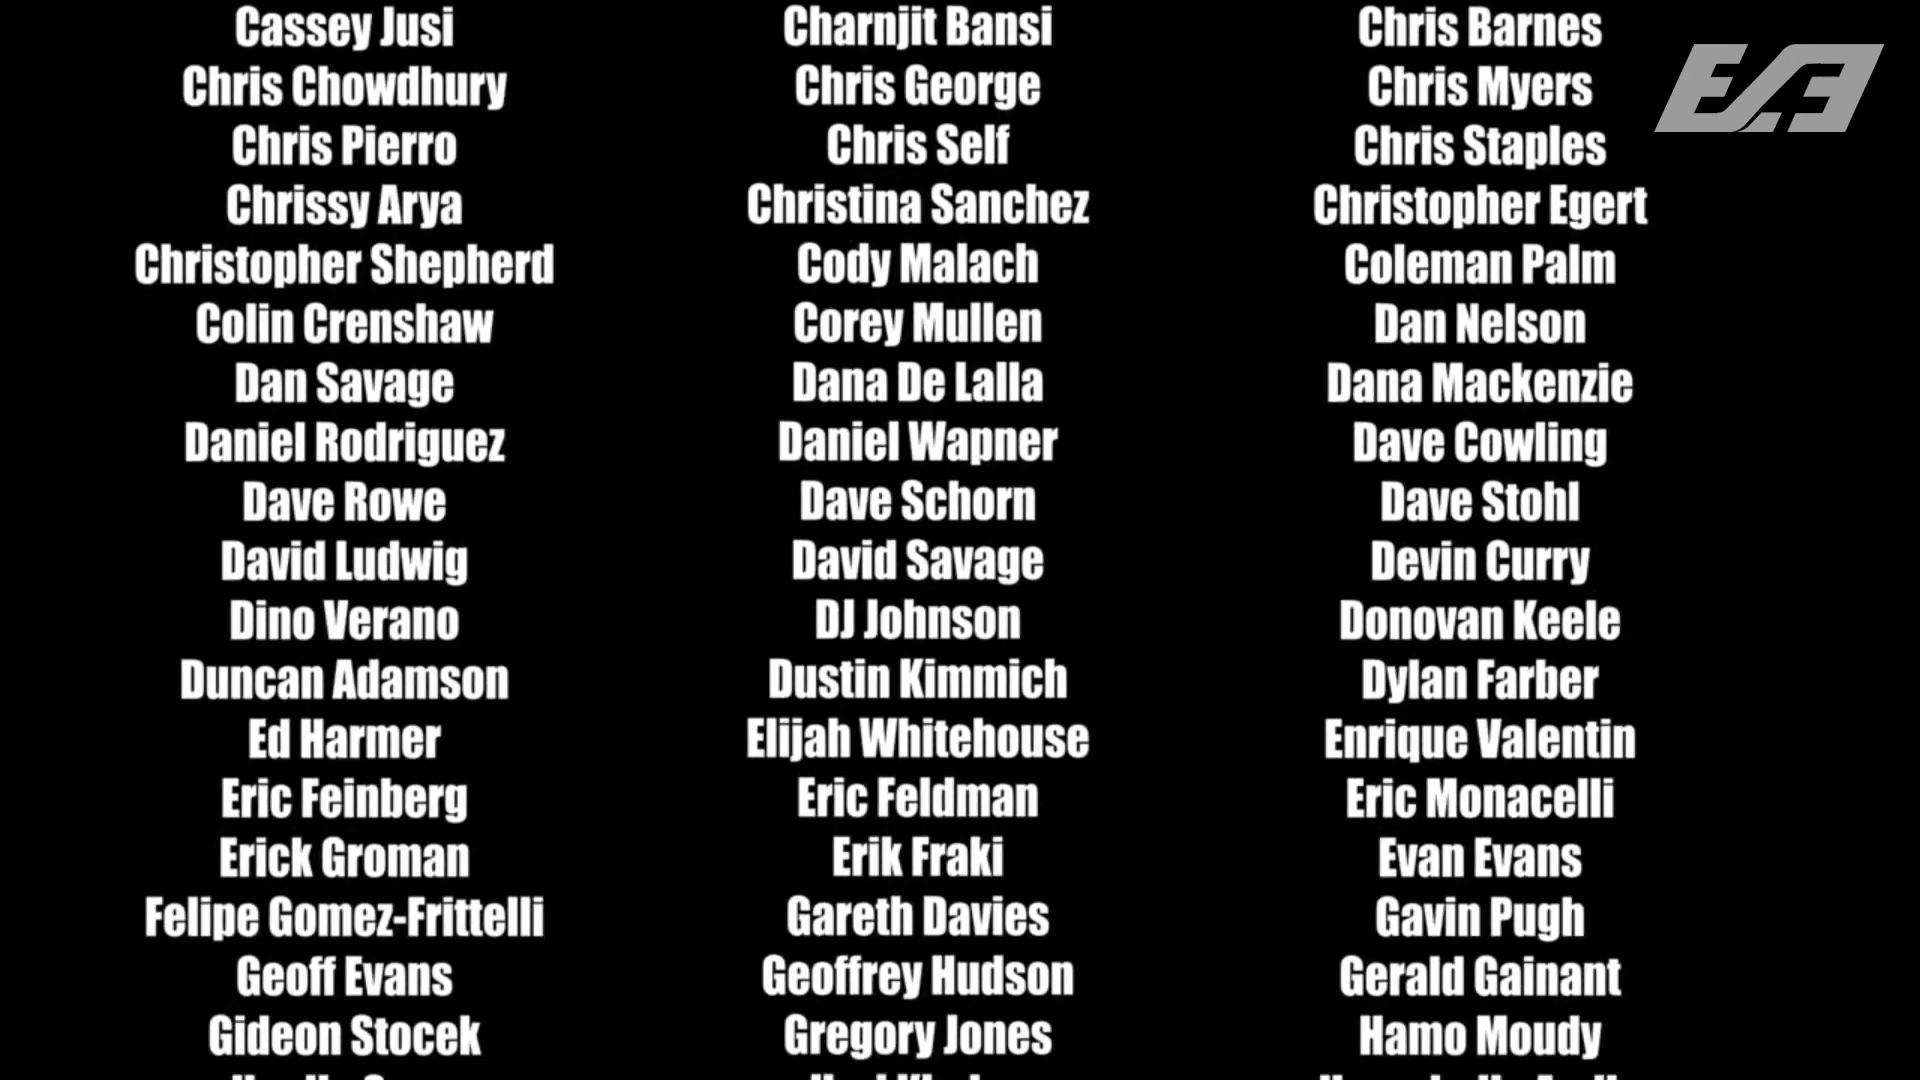 Cassey Jusi Charnjit Bansi Chris Barnes
Chris Chowdhury Chris George Chris Myers
Chris Pierro Chris Self Chris Staples
Chrissy Arya Christina Sanchez Christopher Egert
Christopher Shepherd Cody Malach Coleman Palm
Colin Crenshaw Corey Mullen Dan Nelson
Dan Savage Dana De Lalla Dana Mackenzie
Daniel Rodriguez Daniel Wapner Dave Cowling
Dave Rowe Dave Schorn Dave Stohl
David Ludwig David Savage Devin Curry
Dino Verano DJ Johnson Donovan Keele
Duncan Adamson Dustin Kimmich Dylan Farber
Ed Harmer Elijah Whitehouse Enrique Valentin
Eric Feinberg Eric Feldman Eric Monacelli
Erick Groman Erik Fraki Evan Evans
Felipe Gomez-Frittelli Gareth Davies Gavin Pugh
Geoff Evans Geoffrey Hudson Gerald Gainant
Gideon Stocek Gregory Jones Hamo Moudy